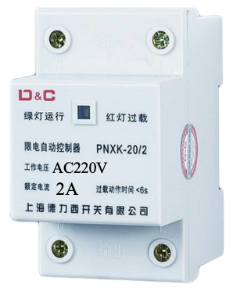 D&C
绿灯运行 红灯过载
限电自动控制器 PNXK-20/2
工作电压 AC220V
额定电流 2A 过载动作时间<6s
上海德力西开关有限公司